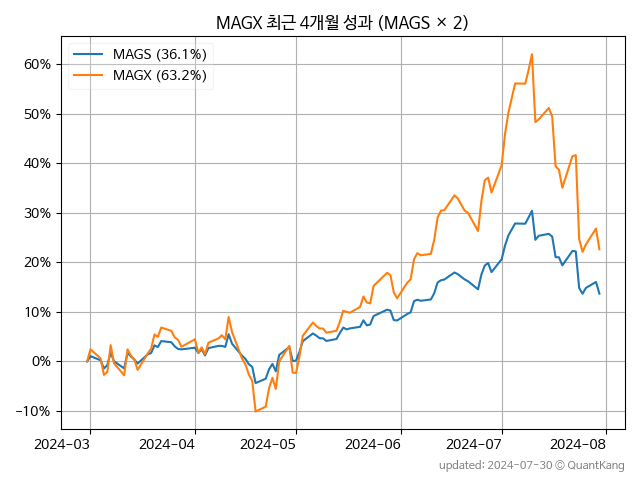 MAGX 최근 4개월 성과 (MAGS × 2)
MAGS (36.1%)
MAGX (63.2%)
60%
50%
40%
30%
20%
10%
0%
−10%
2024-03 2024-04 2024-05 2024-06 2024-07 2024-08
updated: 2024-07-30 © QuantKang